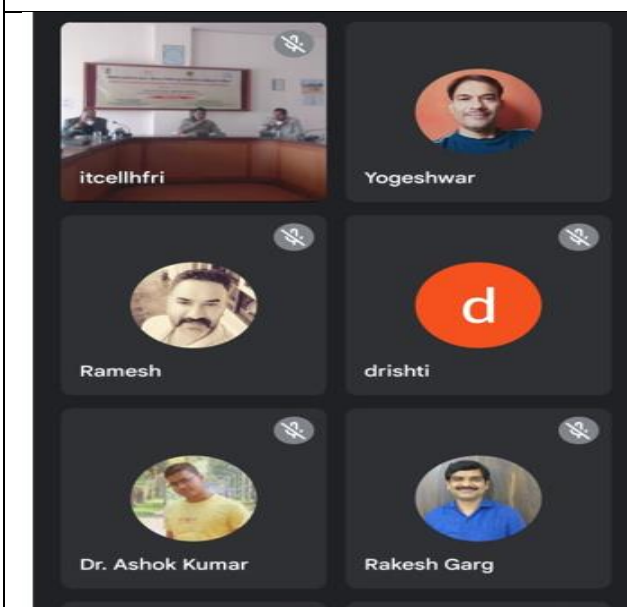 itcellhfri
Yogeshwar
Ramesh
d
drishti
Dr. Ashok Kumar
Rakesh Garg